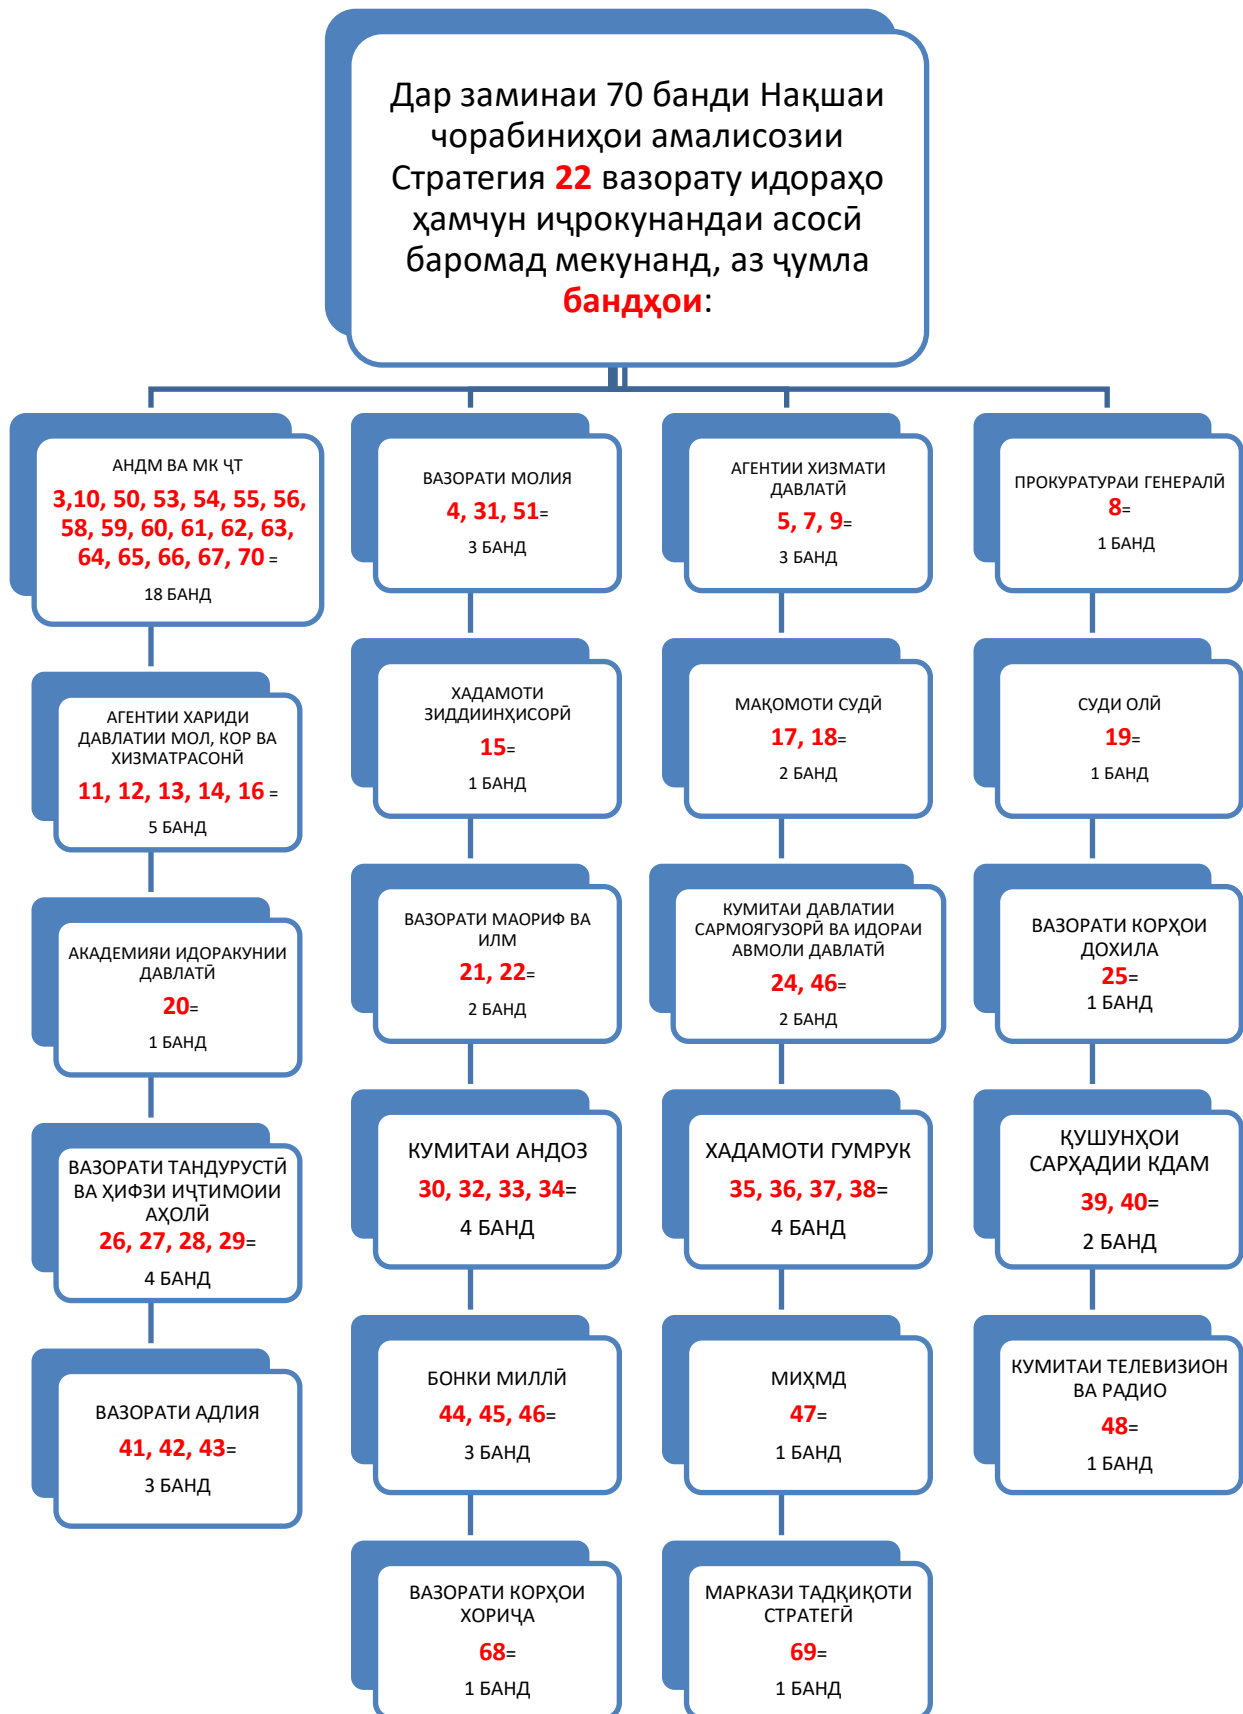 Дар заминаи 70 банди Нақшаи
чорабиниҳои амалисозии
Стратегия 22 вазорату идораҳо
ҳамчун иҷрокунандаи асосӣ
баромад мекунанд, аз ҷумла
бандҳои:
АНДМ ВА МК ҶТ
3,10, 50, 53, 54, 55, 56,
58, 59, 60, 61, 62, 63,
64, 65, 66, 67, 70 =
18 БАНД
ВАЗОРАТИ МОЛИЯ
4, 31, 51=
3 БАНД
АГЕНТИИ ХИЗМАТИ
ДАВЛАТӢ
5, 7, 9=
3 БАНД
ПРОКУРАТУРАИ ГЕНЕРАЛӢ
8=
1 БАНД
АГЕНТИИ ХАРИДИ
ДАВЛАТИИ МОЛ, КОР ВА
ХИЗМАТРАСОНӢ
11, 12, 13, 14, 16 =
5 БАНД
ХАДАМОТИ
ЗИДДИИНҲИСОРӢ
15=
1 БАНД
МАҚОМОТИ СУДӢ
17, 18=
2 БАНД
СУДИ ОЛӢ
19=
1 БАНД
АКАДЕМИЯИ ИДОРАКУНИИ
ДАВЛАТӢ
20=
1 БАНД
ВАЗОРАТИ МАОРИФ ВА
ИЛМ
21, 22=
2 БАНД
КУМИТАИ ДАВЛАТИИ
САРМОЯГУЗОРӢ ВА ИДОРАИ
АВМОЛИ ДАВЛАТӢ
24, 46=
2 БАНД
ВАЗОРАТИ КОРҲОИ
ДОХИЛА
25=
1 БАНД
ВАЗОРАТИ ТАНДУРУСТӢ
ВА ҲИФЗИ ИҶТИМОИИ
АҲОЛӢ
26, 27, 28, 29=
4 БАНД
КУМИТАИ АНДОЗ
30, 32, 33, 34=
4 БАНД
ХАДАМОТИ ГУМРУК
35, 36, 37, 38=
4 БАНД
ҚУШУНҲОИ
САРҲАДИИ КДАМ
39, 40=
2 БАНД
ВАЗОРАТИ АДЛИЯ
41, 42, 43=
3 БАНД
БОНКИ МИЛЛӢ
44, 45, 46=
3 БАНД
МИҲМД
47=
1 БАНД
КУМИТАИ ТЕЛЕВИЗИОН
ВА РАДИО
48=
1 БАНД
ВАЗОРАТИ КОРҲОИ
ХОРИҶА
68=
1 БАНД
МАРКАЗИ ТАДҚИҚОТИ
СТРАТЕГӢ
69=
1 БАНД